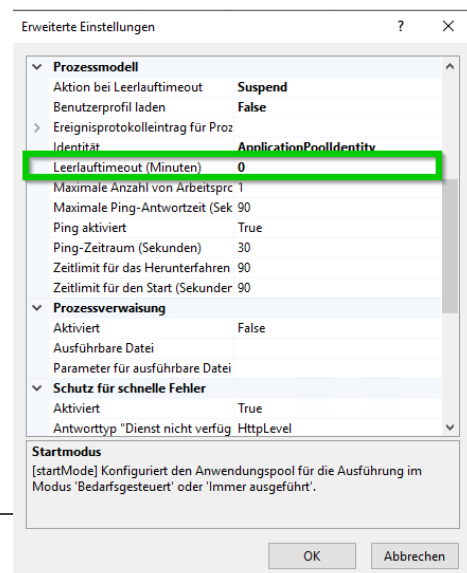 Erweiterte Einstellungen ? ×
Prozessmodell
Aktion bei Leerlauftimeout Suspend
Benutzerprofil laden False
Ereignisprotokolleintrag für Proz
Identität ApplicationPoolIdentity
Leerlauftimeout (Minuten) 0
Maximale Anzahl von Arbeitsprc 1
Maximale Ping-Antwortzeit (Sek 90
Ping aktiviert True
Ping-Zeitraum (Sekunden) 30
Zeitlimit für das Herunterfahren 90
Zeitlimit für den Start (Sekunder 90
Prozessverwaisung
Aktiviert False
Ausführbare Datei
Parameter für ausführbare Datei
Schutz für schnelle Fehler
Aktiviert True
Antworttyp "Dienst nicht verfüg HttpLevel
Startmodus
[startMode] Konfiguriert den Anwendungspool für die Ausführung im
Modus 'Bedarfsgesteuert' oder 'Immer ausgeführt'.
OK Abbrechen